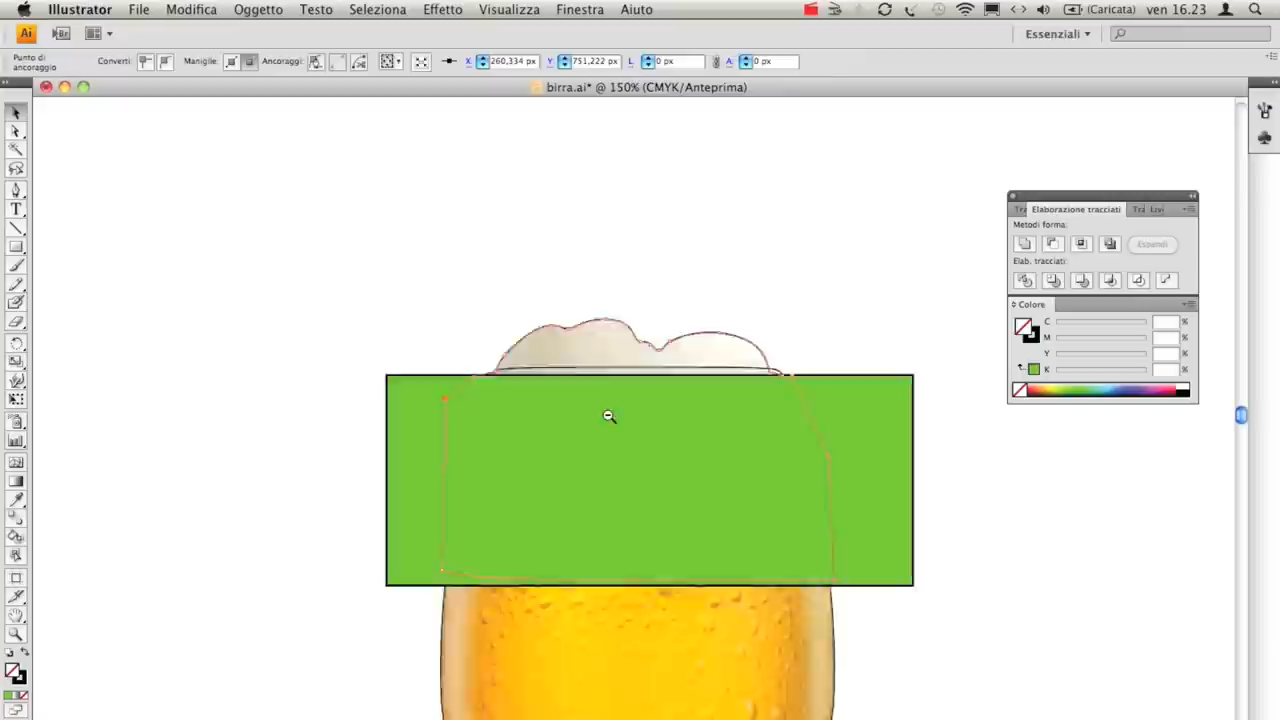 Illustrator File Modifica Oggetto Testo Seleziona Effetto Visualizza Finestra Aiuto (Caricata) ven 16.23
Ai Br Essenziali
Punto di ancoraggio Converti: Maniglie: Ancoraggi: X: 260,334 px Y: 751,222 px L: 0 px A: 0 px
birra.ai* @ 150% (CMYK/Anteprima)
Tra Elaborazione tracciati Tra Livi
Metodi forma:
Espandi
Elab. tracciati:
Colore
C %
M %
Y %
K %
T